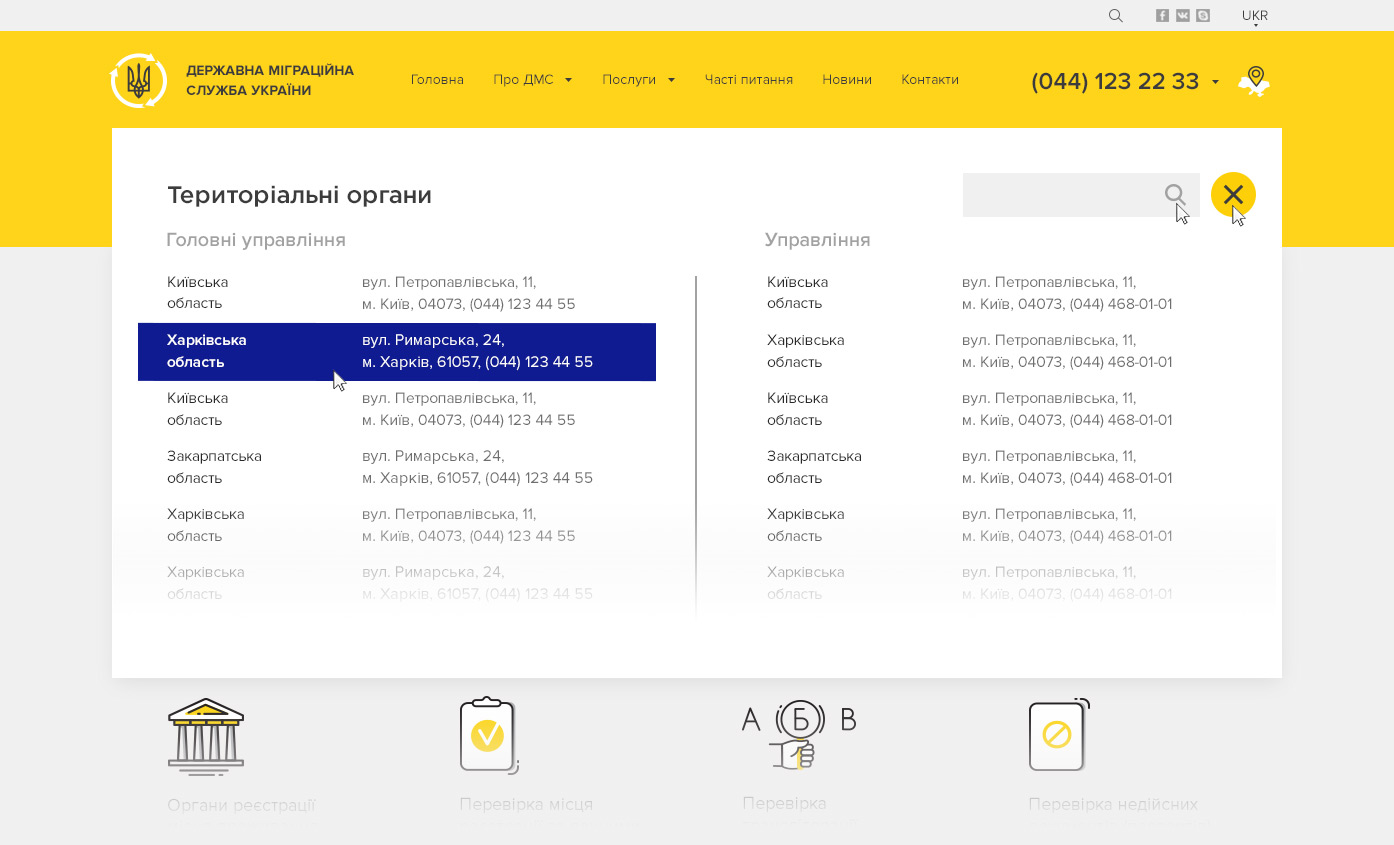 UKR
ДЕРЖАВНА МІГРАЦІЙНА
СЛУЖБА УКРАЇНИ
Головна Про ДМС Послуги Часті питання Новини Контакти (044) 123 22 33
Територіальні органи
Головні управління
Київська вул. Петропавлівська, 11,
область м. Київ, 04073, (044) 123 44 55
Харківська вул. Римарська, 24,
область м. Харків, 61057, (044) 123 44 55
Київська вул. Петропавлівська, 11,
область м. Київ, 04073, (044) 123 44 55
Закарпатська вул. Римарська, 24,
область м. Харків, 61057, (044) 123 44 55
Харківська вул. Петропавлівська, 11,
область м. Київ, 04073, (044) 123 44 55
Харківська вул. Римарська, 24,
область м. Харків, 61057, (044) 123 44 55
Управління
Київська вул. Петропавлівська, 11,
область м. Київ, 04073, (044) 468-01-01
Харківська вул. Петропавлівська, 11,
область м. Київ, 04073, (044) 468-01-01
Київська вул. Петропавлівська, 11,
область м. Київ, 04073, (044) 468-01-01
Закарпатська вул. Петропавлівська, 11,
область м. Київ, 04073, (044) 468-01-01
Харківська вул. Петропавлівська, 11,
область м. Київ, 04073, (044) 468-01-01
Харківська вул. Петропавлівська, 11,
область м. Київ, 04073, (044) 468-01-01
А Б В
Органи реєстрації
Перевірка місця
Перевірка
Перевірка недійсних